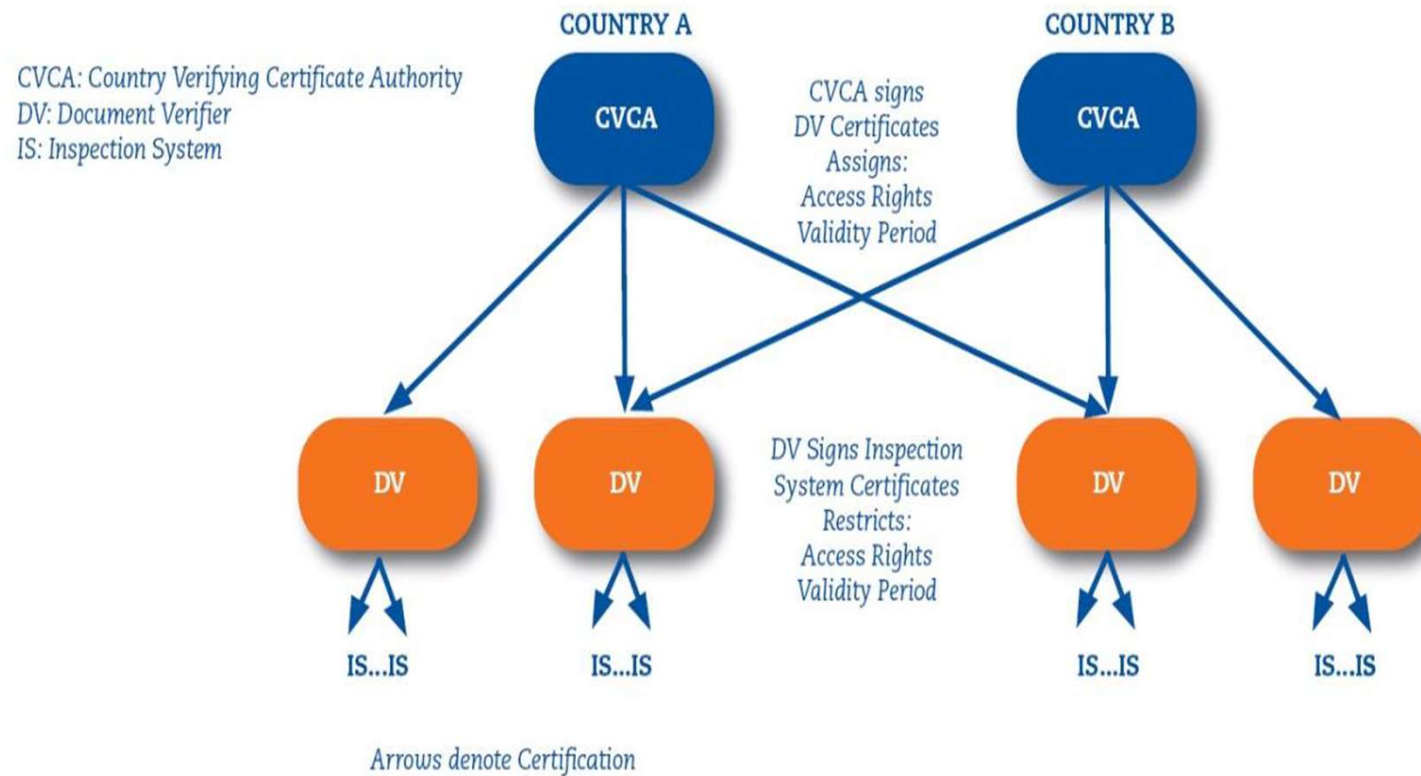 COUNTRY A
COUNTRY B
CVCA: Country Verifying Certificate Authority
DV: Document Verifier
IS: Inspection System
CVCA
CVCA signs
DV Certificates
Assigns:
Access Rights
Validity Period
CVCA
DV
DV
DV Signs Inspection
System Certificates
Restricts:
Access Rights
Validity Period
DV
DV
IS...IS
IS...IS
IS...IS
IS...IS
Arrows denote Certification